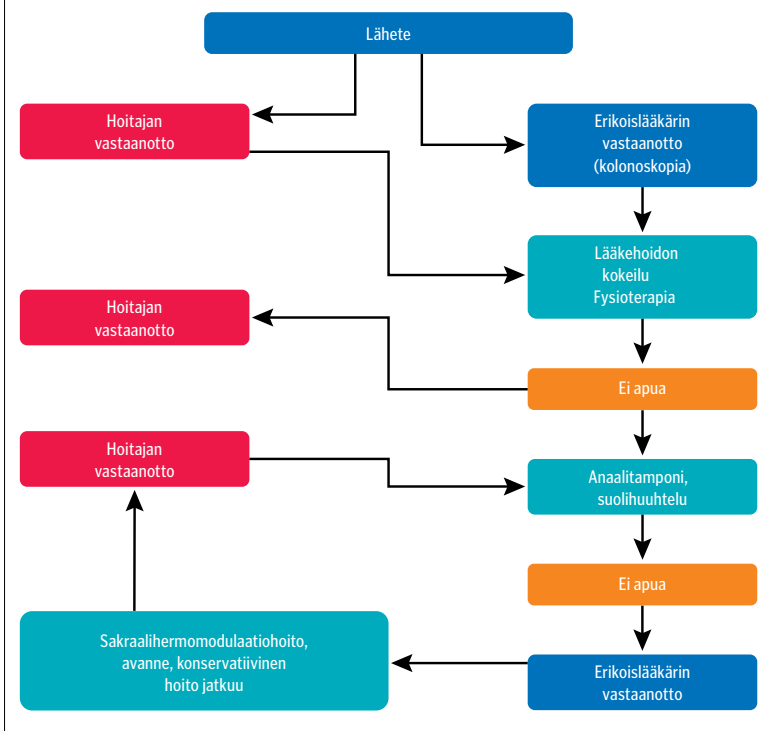 Lähete
Hoitajan
vastaanotto
Erikoislääkärin
vastaanotto
(kolonoskopia)
Lääkehoidon
kokeilu
Fysioterapia
Hoitajan
vastaanotto
Ei apua
Hoitajan
vastaanotto
Anaalitamponi,
suolihuuhtelu
Ei apua
Sakraalihermomodulaatiohoito,
avanne, konservatiivinen
hoito jatkuu
Erikoislääkärin
vastaanotto